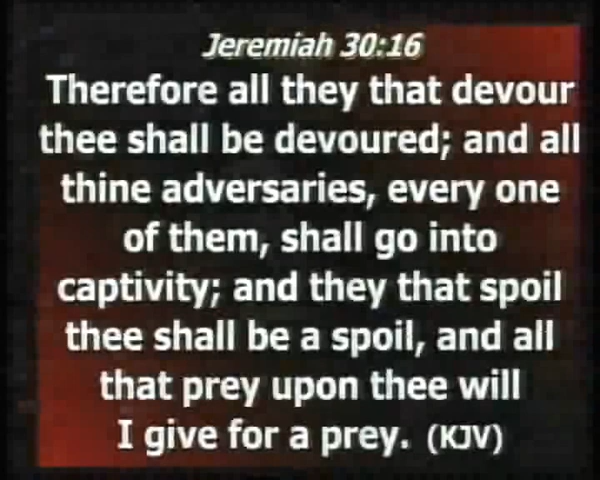 Jeremiah 30:16
Therefore all they that devour
thee shall be devoured; and all
thine adversaries, every one
of them, shall go into
captivity; and they that spoil
thee shall be a spoil, and all
that prey upon thee will
I give for a prey. (KJV)